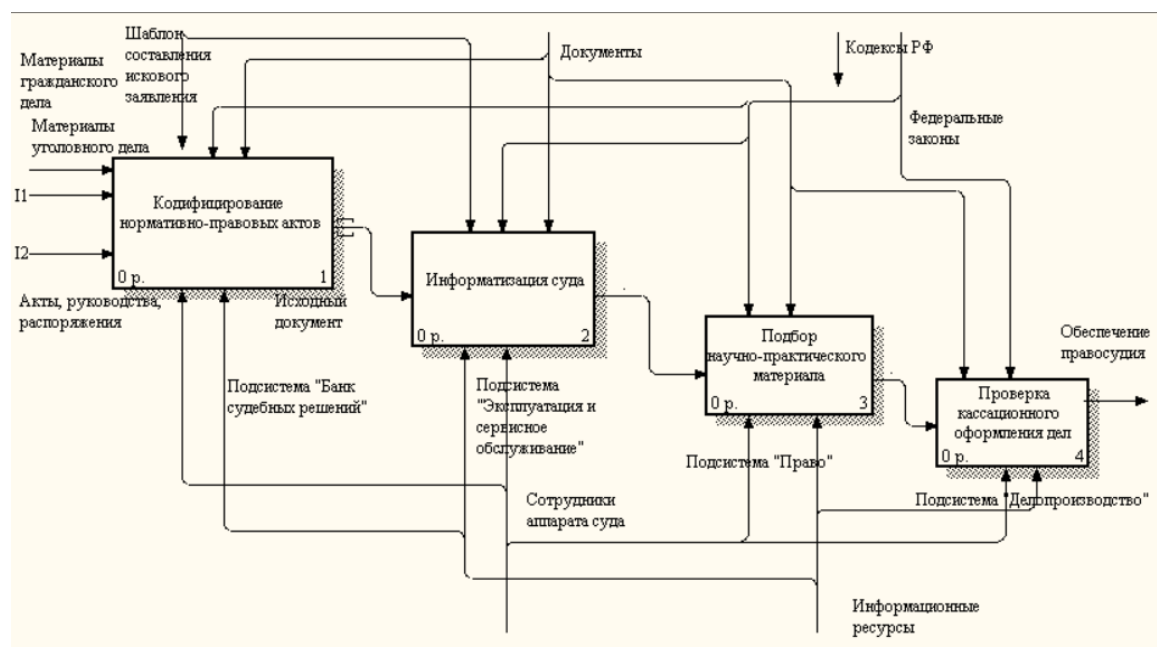 Шаблон
составления
искового
заявления
Документы
Кодексы РФ
Материалы
гражданского
дела
Материалы
уголовного дела
Федеральные
законы
I1
I2
Кодифицирование
нормативно-правовых актов
0 р.
1
Акты, руководства,
распоряжения
Исходный
документ
Информатизация суда
0 р.
2
Подбор
научно-практического
материала
0 р.
3
Обеспечение
правосудия
Проверка
кассационного
оформления дел
0 р.
4
Подсистема "Банк
судебных решений"
Подсистема
"Эксплуатация и
сервисное
обслуживание"
Подсистема "Право"
Подсистема "Делопроизводство"
Сотрудники
аппарата суда
Информационные
ресурсы